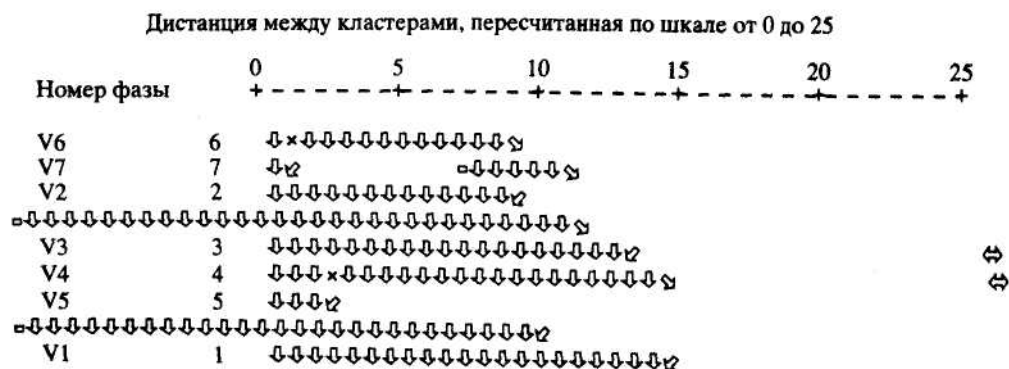 Дистанция между кластерами, пересчитанная по шкале от 0 до 25
0 5 10 15 20 25
Номер фазы
V6 6
V7 7
V2 2
V3 3
V4 4
V5 5
V1 1